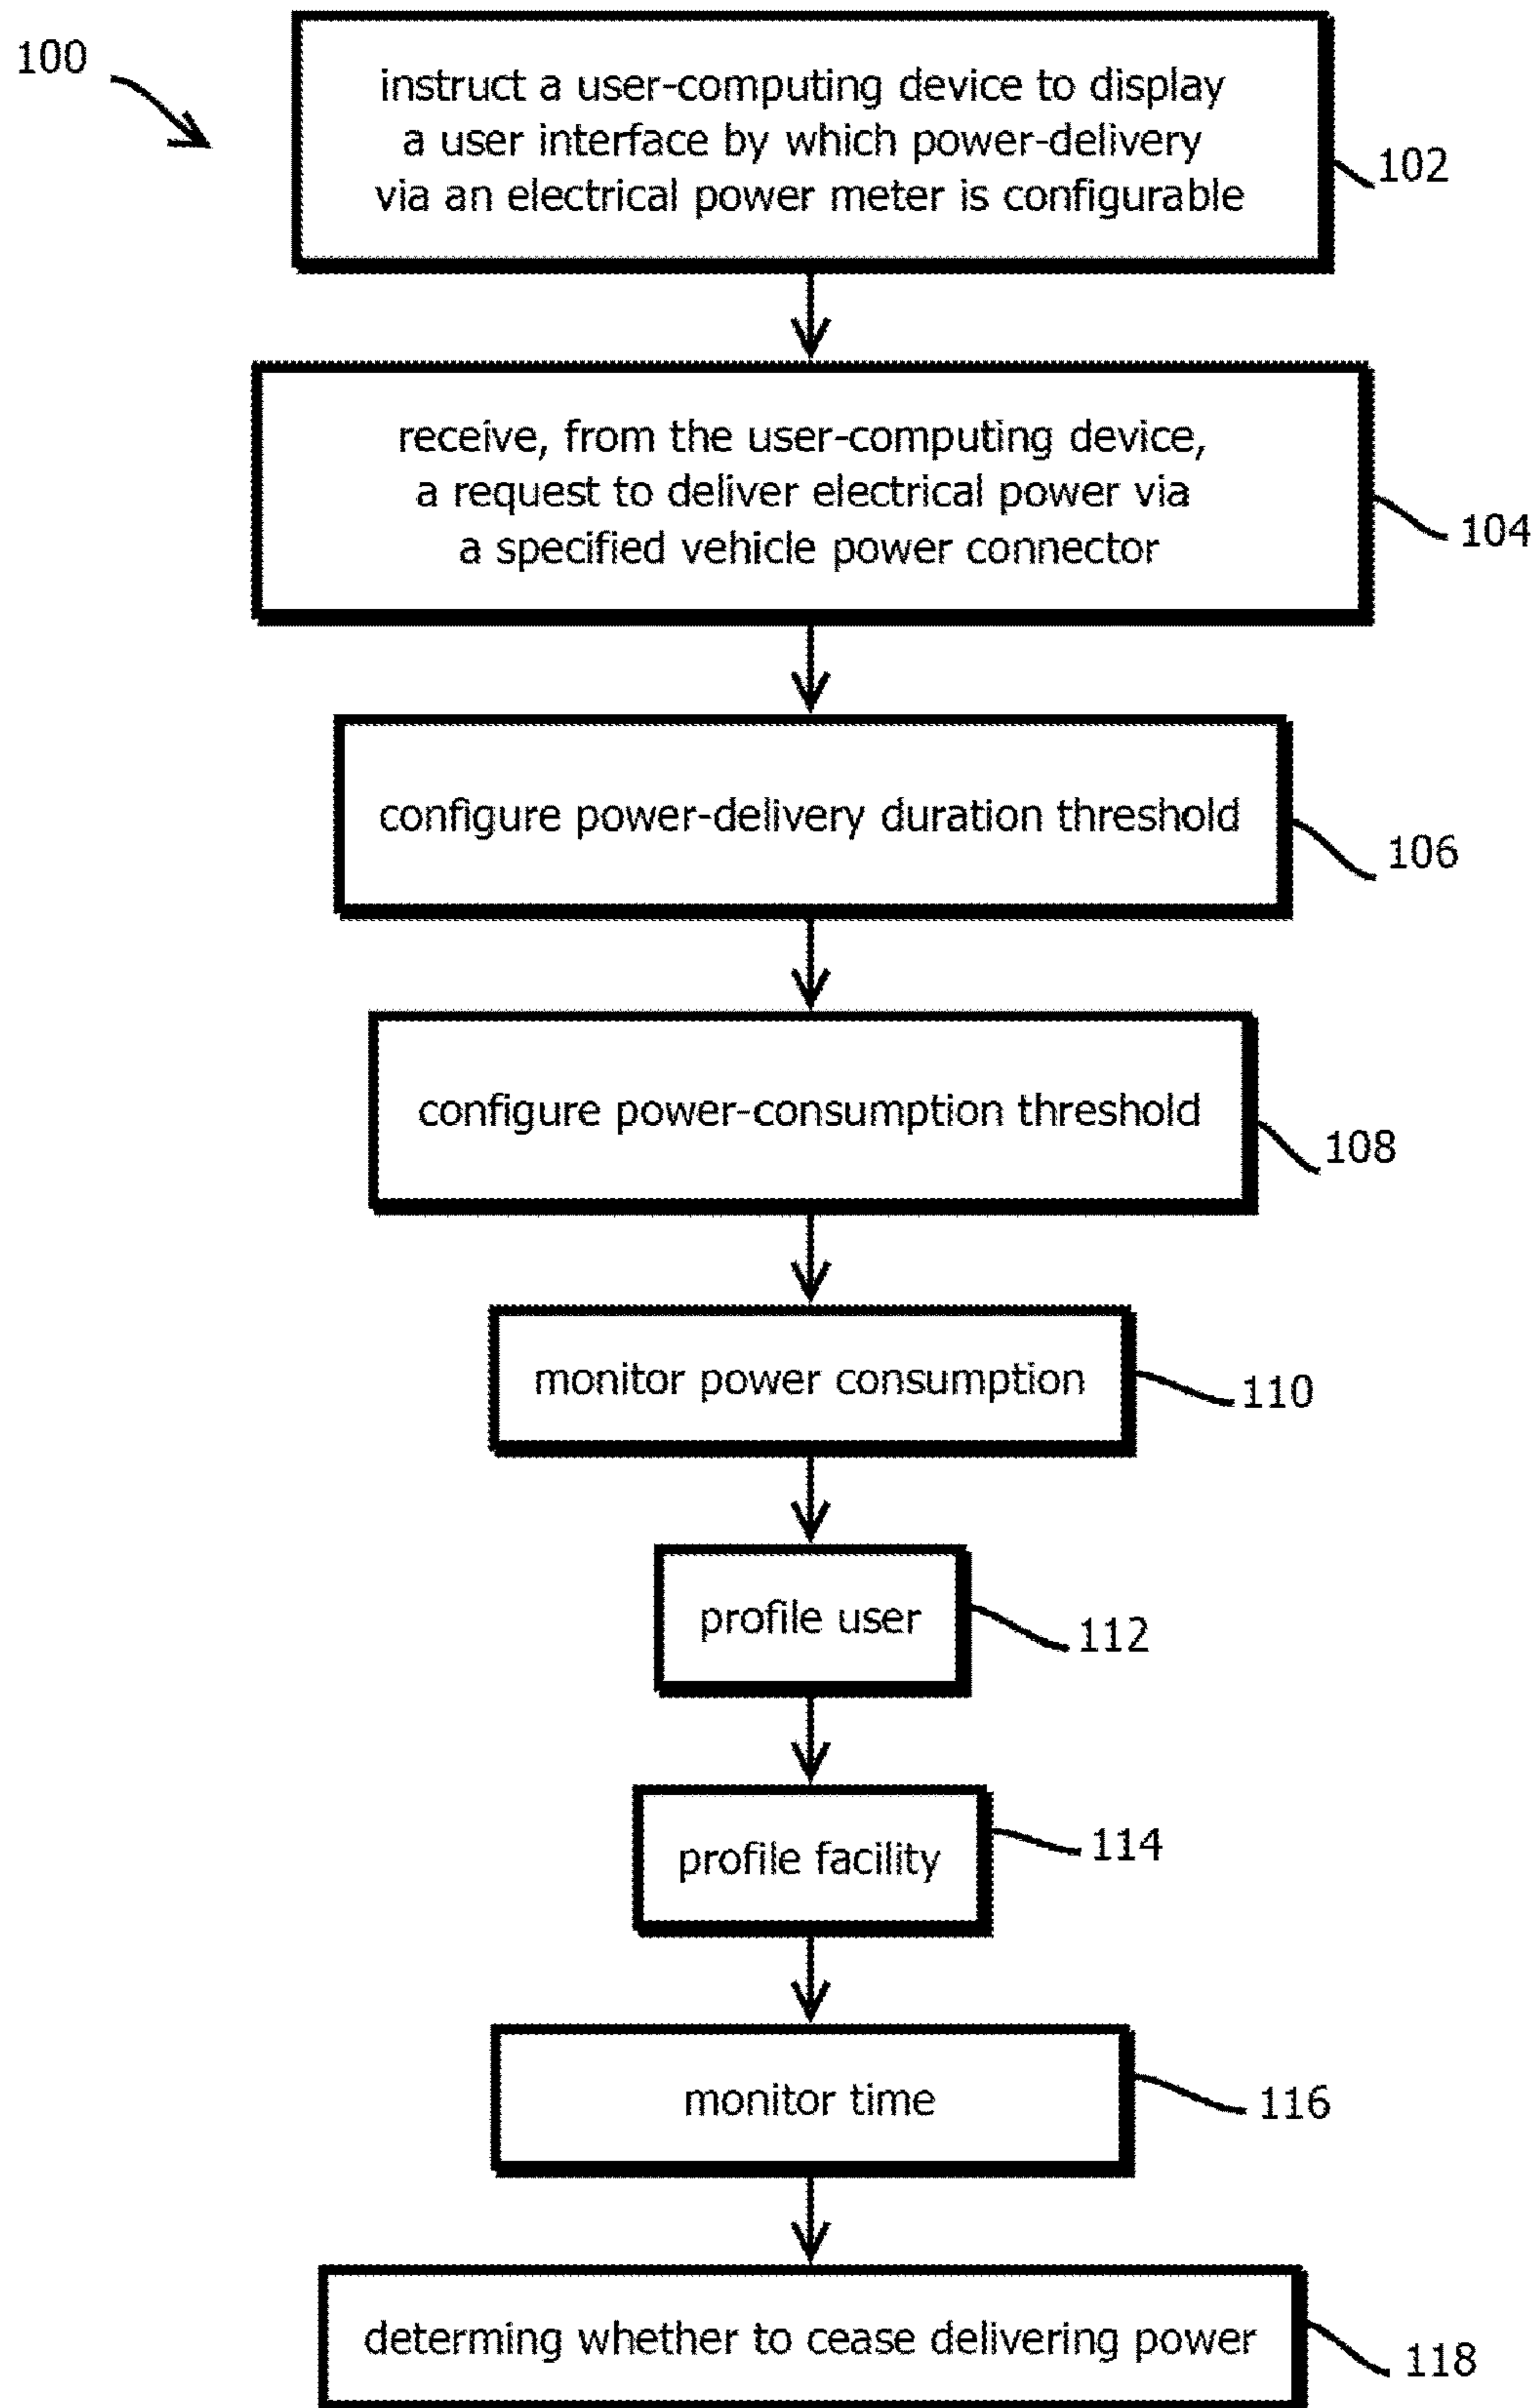 100
instruct a user-computing device to display
a user interface by which power-delivery
via an electrical power meter is configurable
102
receive, from the user-computing device,
a request to deliver electrical power via
a specified vehicle power connector
104
configure power-delivery duration threshold
106
configure power-consumption threshold
108
monitor power consumption
110
profile user
112
profile facility
114
monitor time
116
determing whether to cease delivering power
118